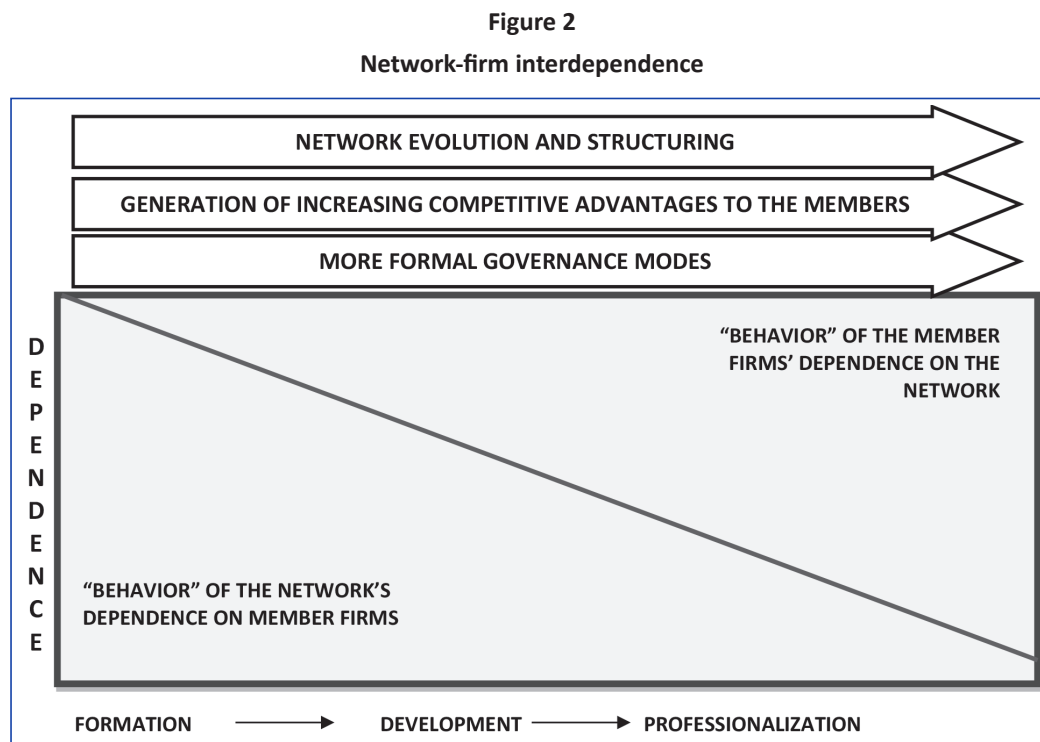 Figure 2
Network-firm interdependence
NETWORK EVOLUTION AND STRUCTURING
GENERATION OF INCREASING COMPETITIVE ADVANTAGES TO THE MEMBERS
MORE FORMAL GOVERNANCE MODES
DEPENDENCE
“BEHAVIOR” OF THE MEMBER
FIRMS’ DEPENDENCE ON THE
NETWORK
“BEHAVIOR” OF THE NETWORK’S
DEPENDENCE ON MEMBER FIRMS
FORMATION DEVELOPMENT PROFESSIONALIZATION